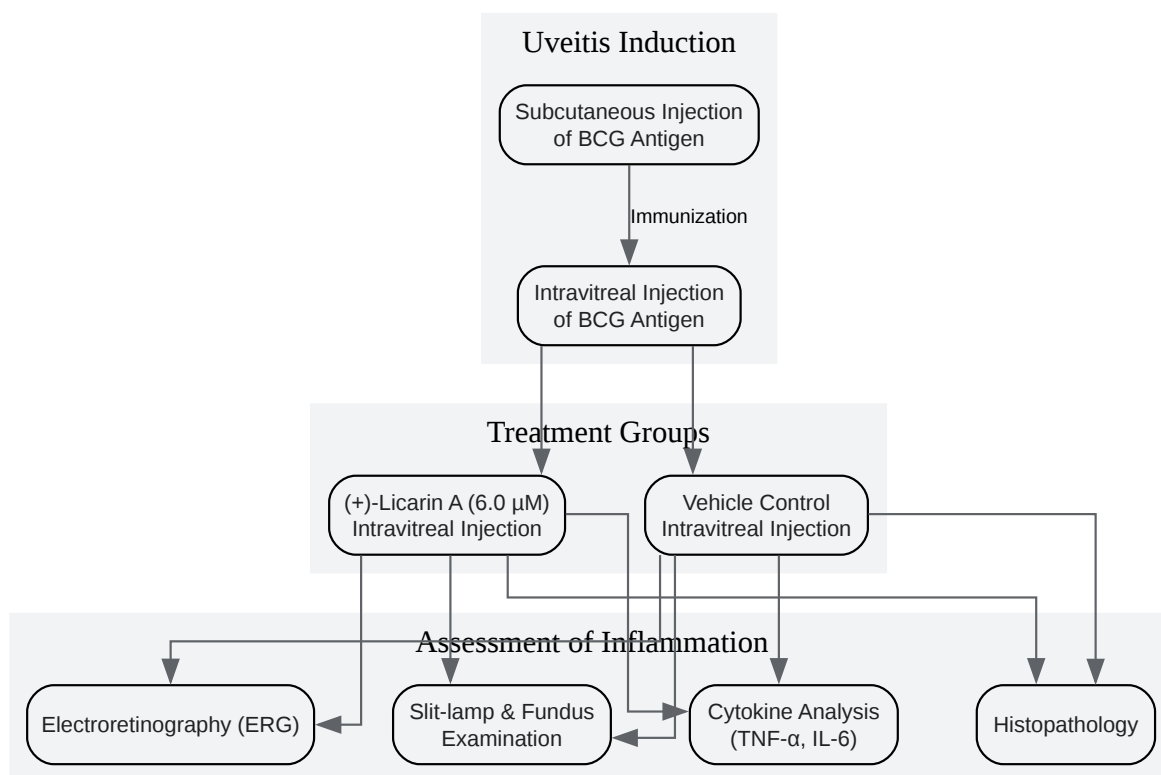 Uveitis Induction
Subcutaneous Injection
of BCG Antigen
Immunization
Intravitreal Injection
of BCG Antigen
Treatment Groups
(+)-Licarin A (6.0 µM)
Intravitreal Injection
Vehicle Control
Intravitreal Injection
Assessment of Inflammation
Electroretinography (ERG)
Slit-lamp & Fundus
Examination
Cytokine Analysis
(TNF-α, IL-6)
Histopathology